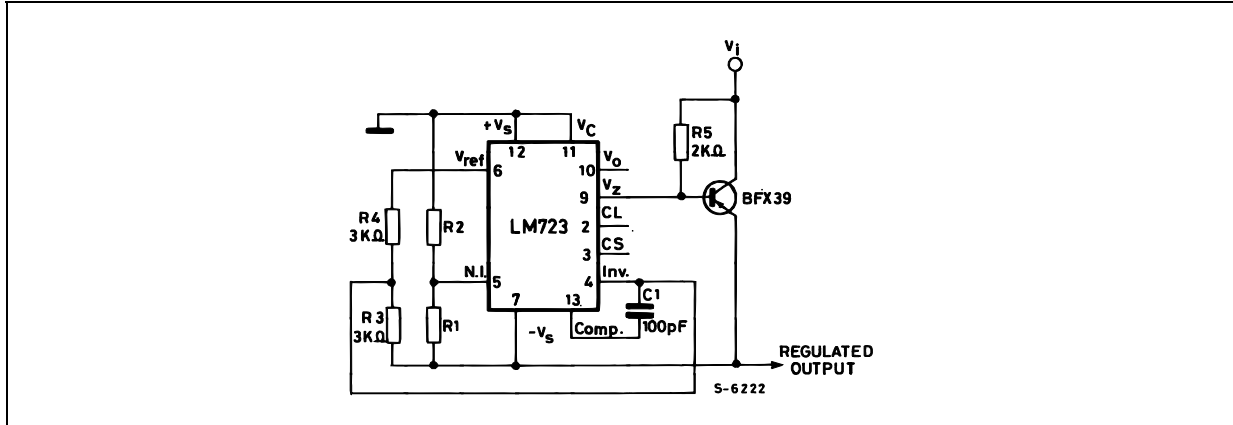 Vi
+Vs
VC
12
11
R5
2KΩ
Vref
6
10
Vo
Vz
9
BFX39
CL
2
R4
3KΩ
R2
LM723
CS
3
N.I.
5
Inv.
4
7
13
C1
100pF
R3
3KΩ
R1
-Vs
Comp.
REGULATED
OUTPUT
S-6222